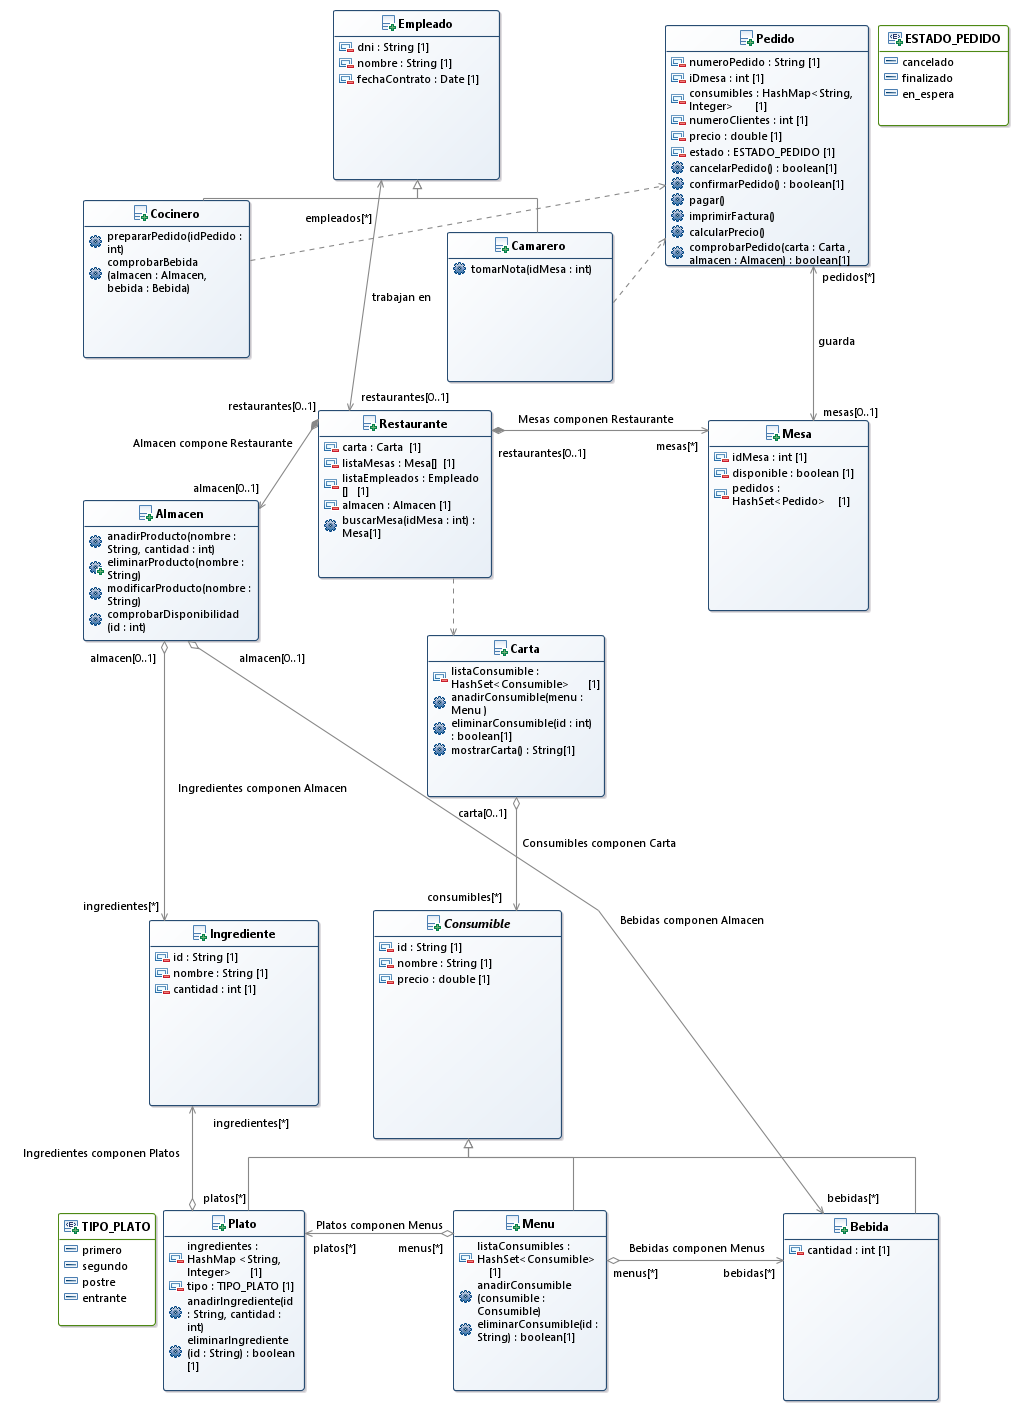 Empleado
dni : String [1]
nombre : String [1]
fechaContrato : Date [1]
Pedido
numeroPedido : String [1]
iDmesa : int [1]
consumibles : HashMap<String,
Integer> [1]
numeroClientes : int [1]
precio : double [1]
estado : ESTADO_PEDIDO [1]
cancelarPedido() : boolean[1]
confirmarPedido() : boolean[1]
pagar()
imprimirFactura()
calcularPrecio()
comprobarPedido(carta : Carta ,
almacen : Almacen) : boolean[1]
ESTADO_PEDIDO
cancelado
finalizado
en_espera
Cocinero
prepararPedido(idPedido :
int)
comprobarBebida
(almacen : Almacen,
bebida : Bebida)
empleados[*]
Camarero
tomarNota(idMesa : int)
trabajan en
pedidos[*]
guarda
mesas[0..1]
restaurantes[0..1]
restaurantes[0..1]
Almacen compone Restaurante
almacen[0..1]
Restaurante
carta : Carta [1]
listaMesas : Mesa[] [1]
listaEmpleados : Empleado
[] [1]
almacen : Almacen [1]
buscarMesa(idMesa : int) :
Mesa[1]
Mesas componen Restaurante
restaurantes[0..1]
mesas[*]
Mesa
idMesa : int [1]
disponible : boolean [1]
pedidos :
HashSet<Pedido> [1]
Almacen
anadirProducto(nombre :
String, cantidad : int)
eliminarProducto(nombre :
String)
modificarProducto(nombre :
String)
comprobarDisponibilidad
(id : int)
almacen[0..1]
almacen[0..1]
Carta
listaConsumible :
HashSet<Consumible> [1]
anadirConsumible(menu :
Menu )
eliminarConsumible(id : int)
: boolean[1]
mostrarCarta() : String[1]
Ingredientes componen Almacen
carta[0..1]
Consumibles componen Carta
ingredientes[*]
consumibles[*]
Bebidas componen Almacen
Ingrediente
id : String [1]
nombre : String [1]
cantidad : int [1]
Consumible
id : String [1]
nombre : String [1]
precio : double [1]
ingredientes[*]
Ingredientes componen Platos
platos[*]
bebidas[*]
TIPO_PLATO
primero
segundo
postre
entrante
Plato
ingredientes :
HashMap <String,
Integer> [1]
tipo : TIPO_PLATO [1]
anadirIngrediente(id
: String, cantidad :
int)
eliminarIngrediente
(id : String) : boolean
[1]
Platos componen Menus
platos[*]
menus[*]
Menu
listaConsumibles :
HashSet<Consumible>
[1]
anadirConsumible
(consumible :
Consumible)
eliminarConsumible(id :
String) : boolean[1]
Bebidas componen Menus
menus[*]
bebidas[*]
Bebida
cantidad : int [1]